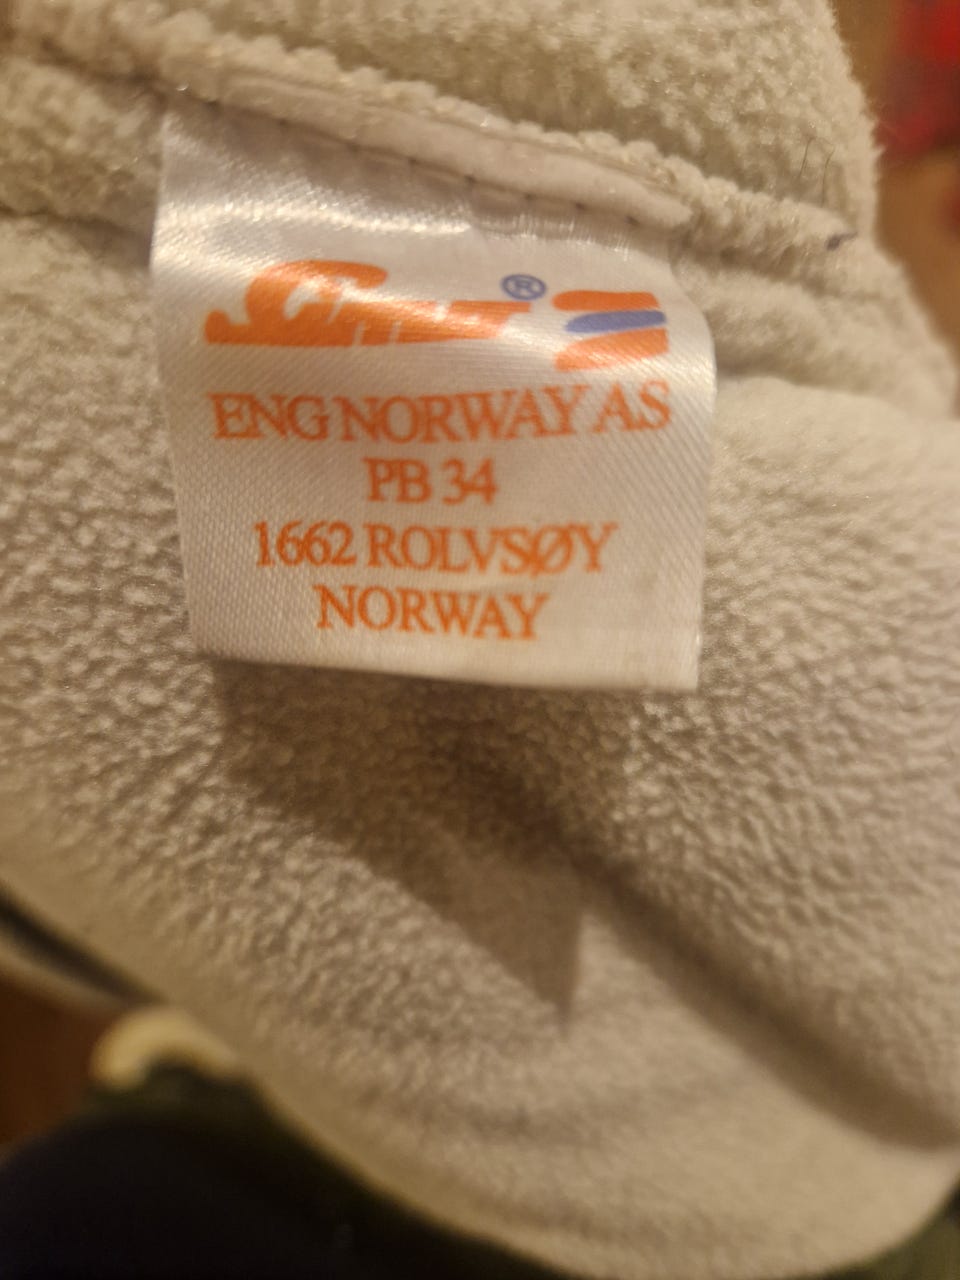 ®
ENG NORWAY AS
PB 34
1662 ROLVSØY
NORWAY